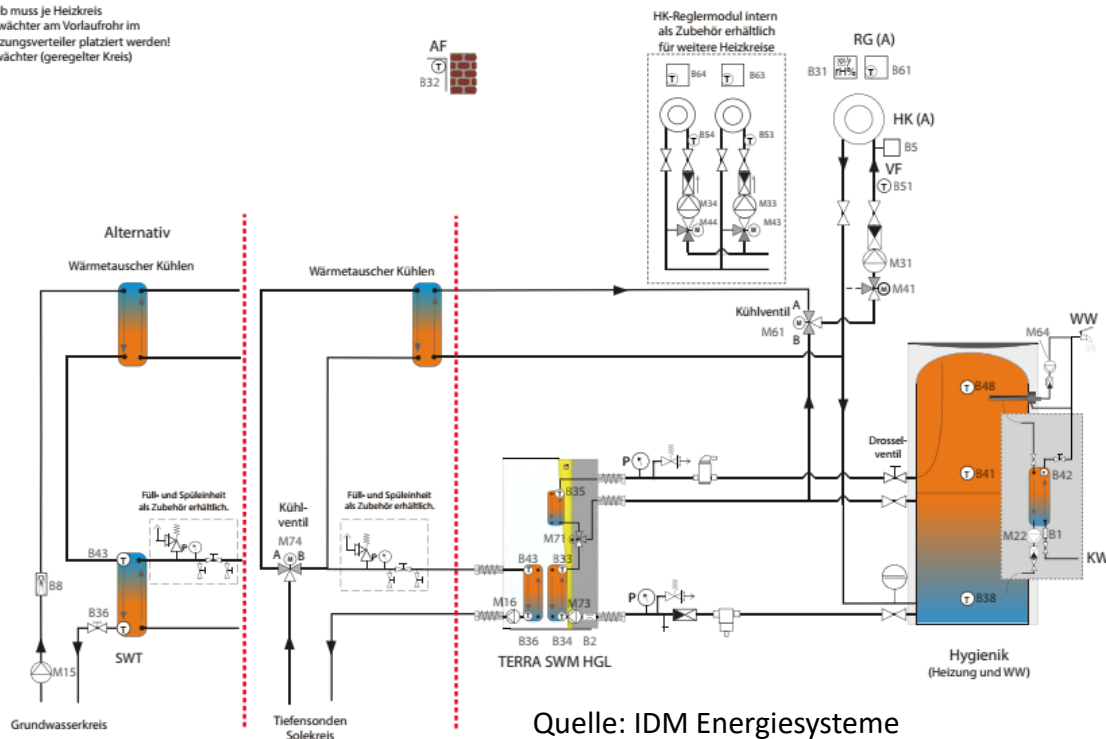 b muss je Heizkreis
wächter am Vorlaufrohr im
zungsverteiler platziert werden!
wächter (geregelter Kreis)
AF
B32
HK-Reglermodul intern
als Zubehör erhältlich
für weitere Heizkreise
B64
B63
B54
B53
M34
M33
M44
M43
RG (A)
B31
rH%
B61
HK (A)
B5
VF
B51
M31
M41
Alternativ
Wärmetauscher Kühlen
Wärmetauscher Kühlen
Kühlventil
M61
A
B
M64
WW
B48
Drossel-
ventil
B41
B42
M22
B1
KW
B38
Hygienik
(Heizung und WW)
Füll- und Spüleinheit
als Zubehör erhältlich.
P
B43
B8
B36
M15
SWT
Grundwasserkreis
Kühl-
ventil
M74
A
B
Füll- und Spüleinheit
als Zubehör erhältlich.
P
Tiefensonden
Solekreis
P
B35
M71
B43
B33
M16
M73
P
B36
B34
B2
TERRA SWM HGL
Quelle: IDM Energiesysteme